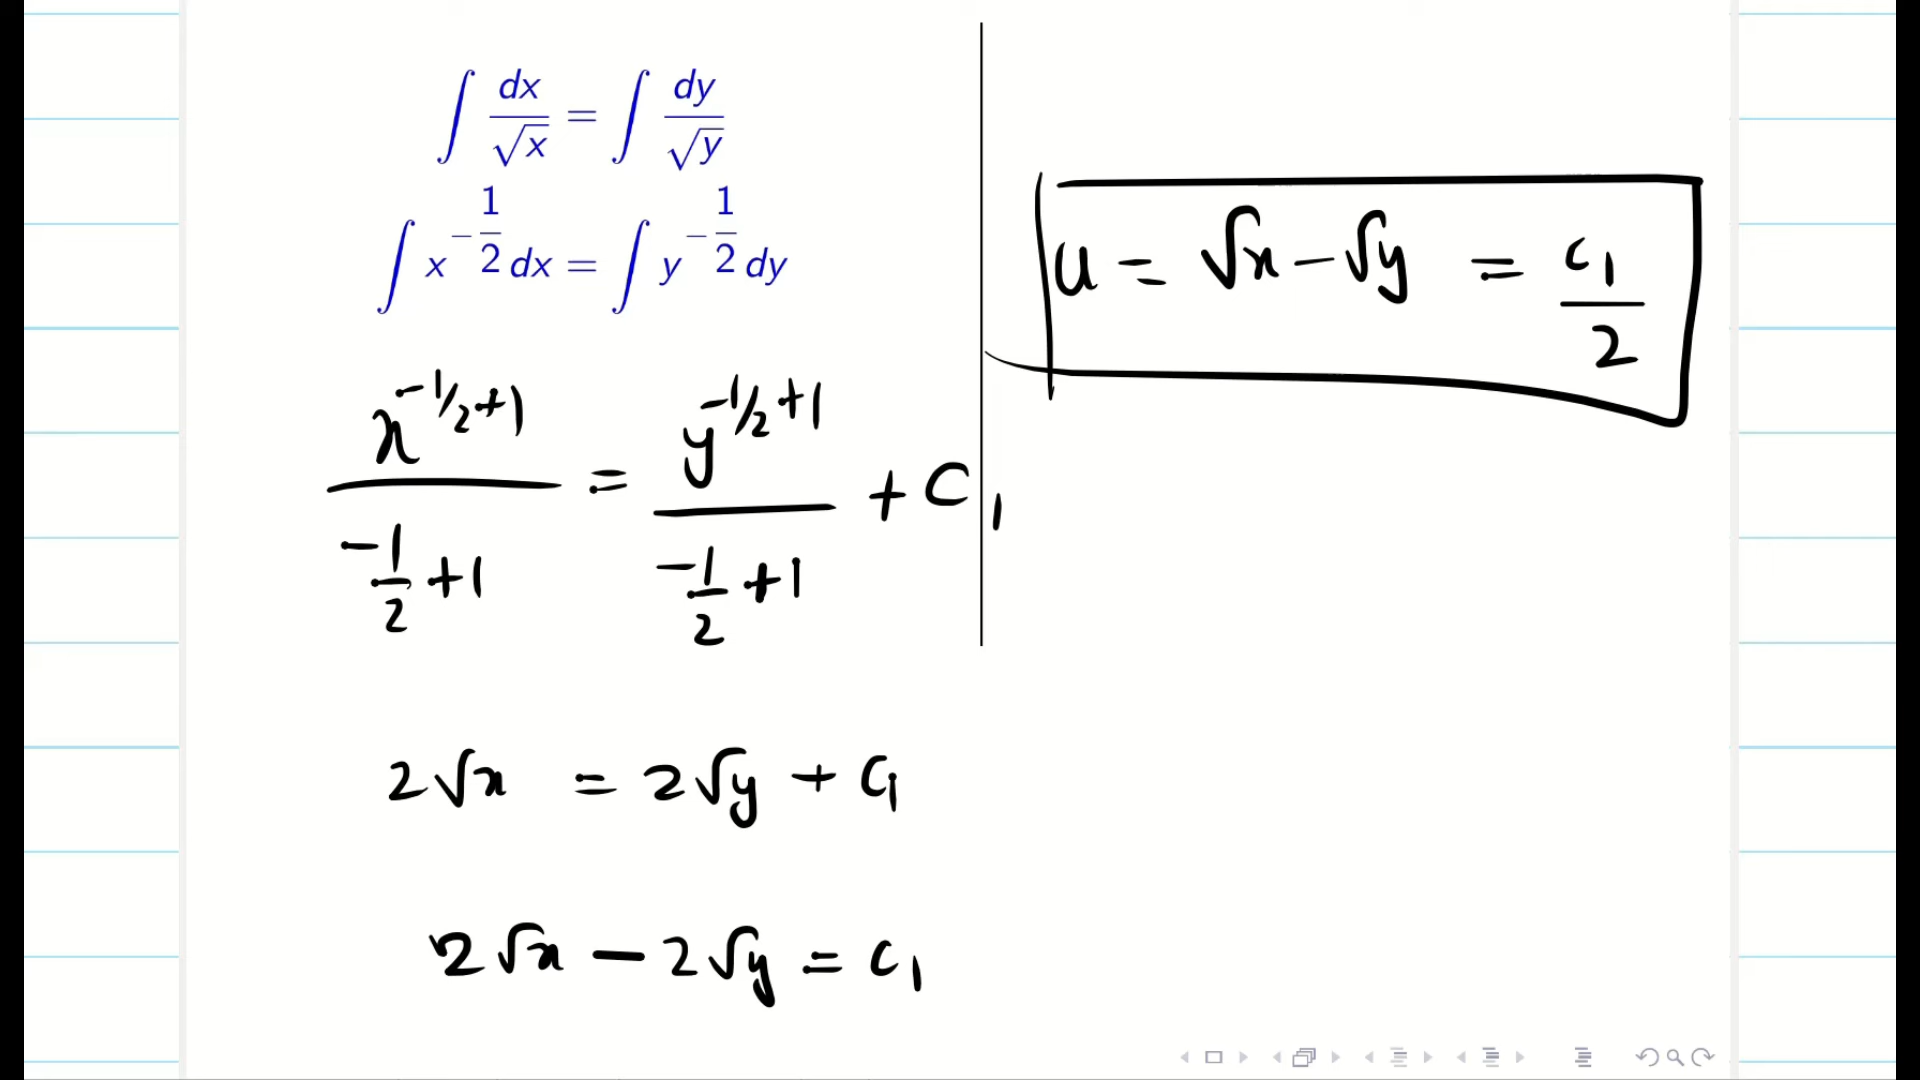 ∫ dx/√x = ∫ dy/√y
∫ x^(-1/2) dx = ∫ y^(-1/2) dy
x^(-1/2+1)/(-1/2+1) = y^(-1/2+1)/(-1/2+1) + C₁
2√x = 2√y + C₁
2√x − 2√y = C₁
u = √x − √y = C₁/2